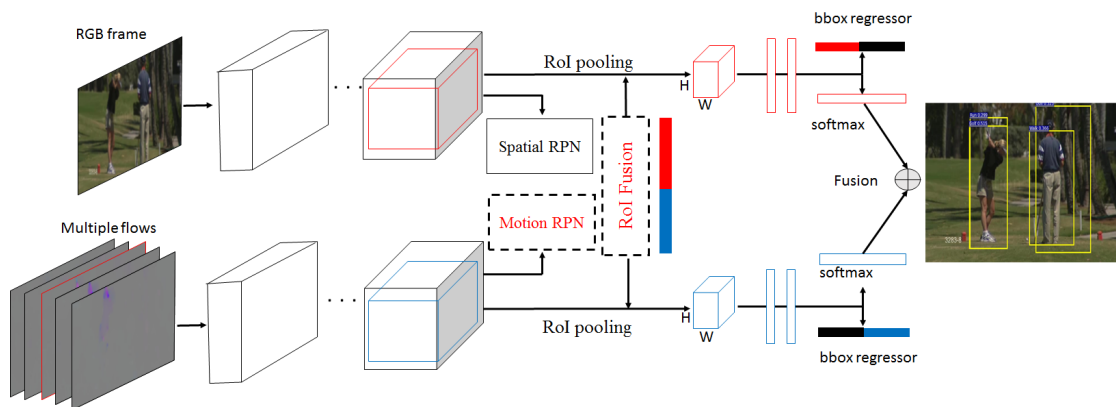 RGB frame
bbox regressor
RoI pooling
H
W
softmax
Spatial RPN
RoI Fusion
Fusion
Motion RPN
Multiple flows
softmax
RoI pooling
H
W
bbox regressor